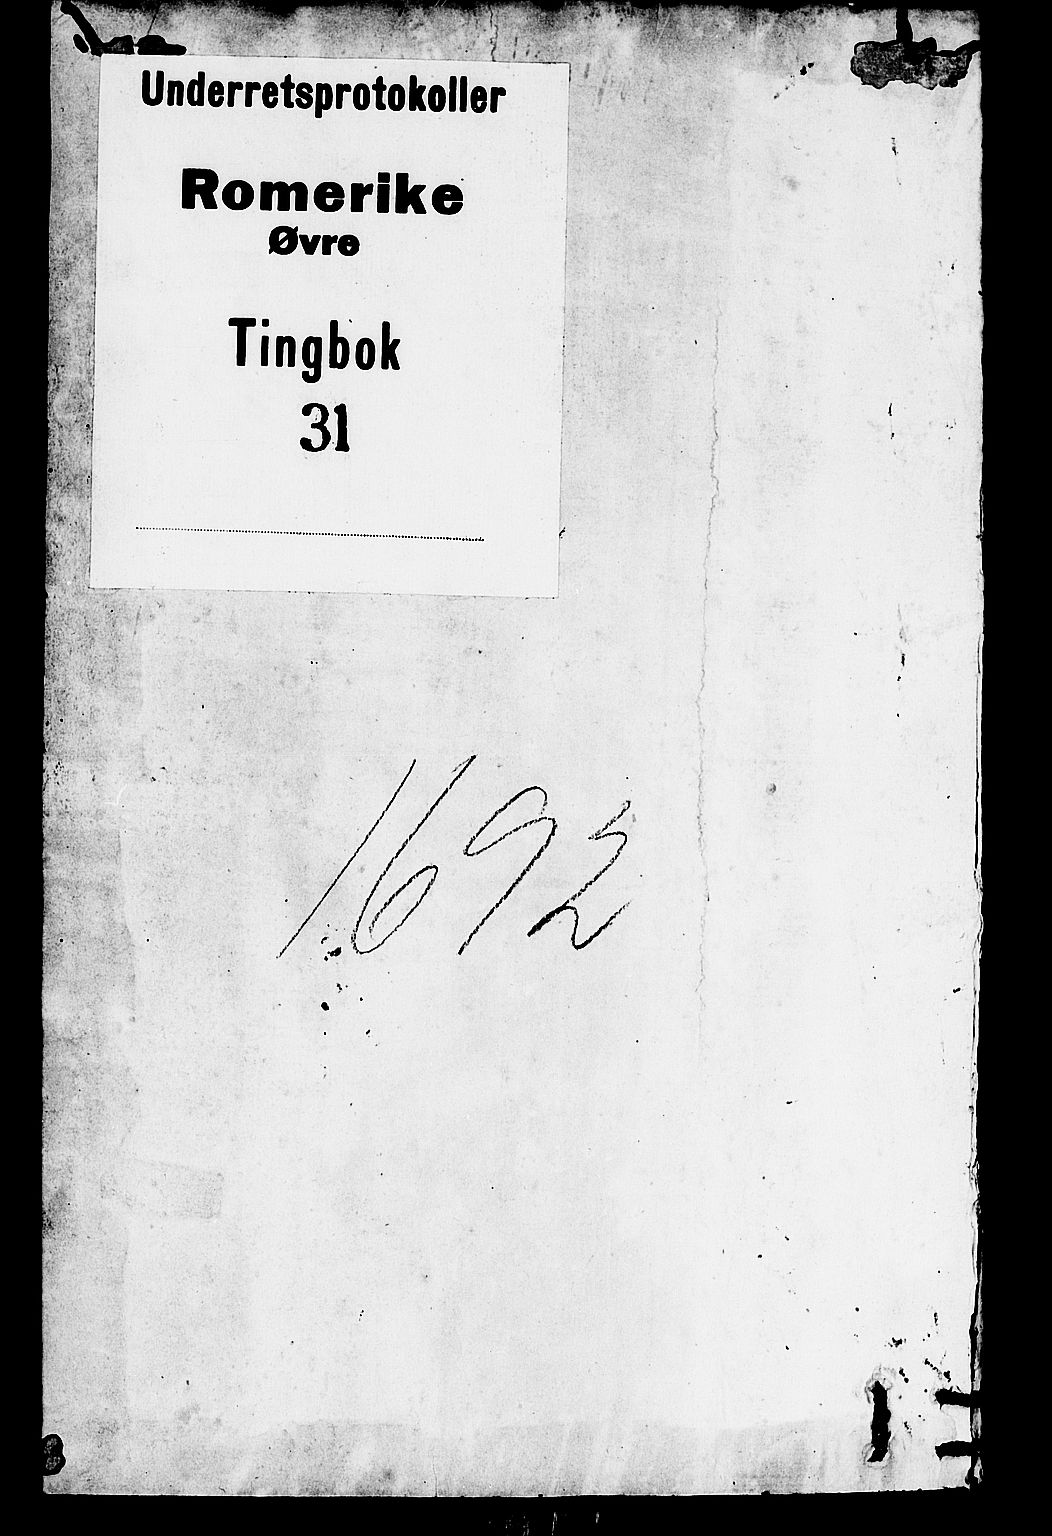 Underretsprotokoller
Romerike
Øvre
Tingbok
31
1692